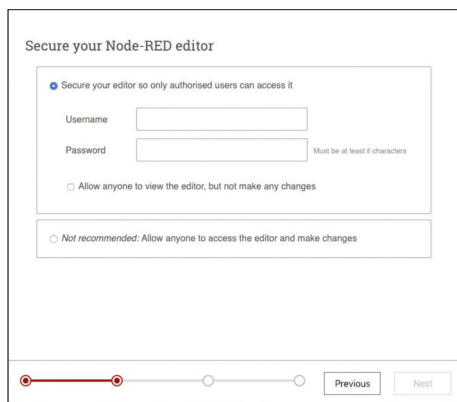 Secure your Node-RED editor
Secure your editor so only authorised users can access it
Username
Password
Must be at least 8 characters
Allow anyone to view the editor, but not make any changes
Not recommended: Allow anyone to access the editor and make changes
Previous
Next